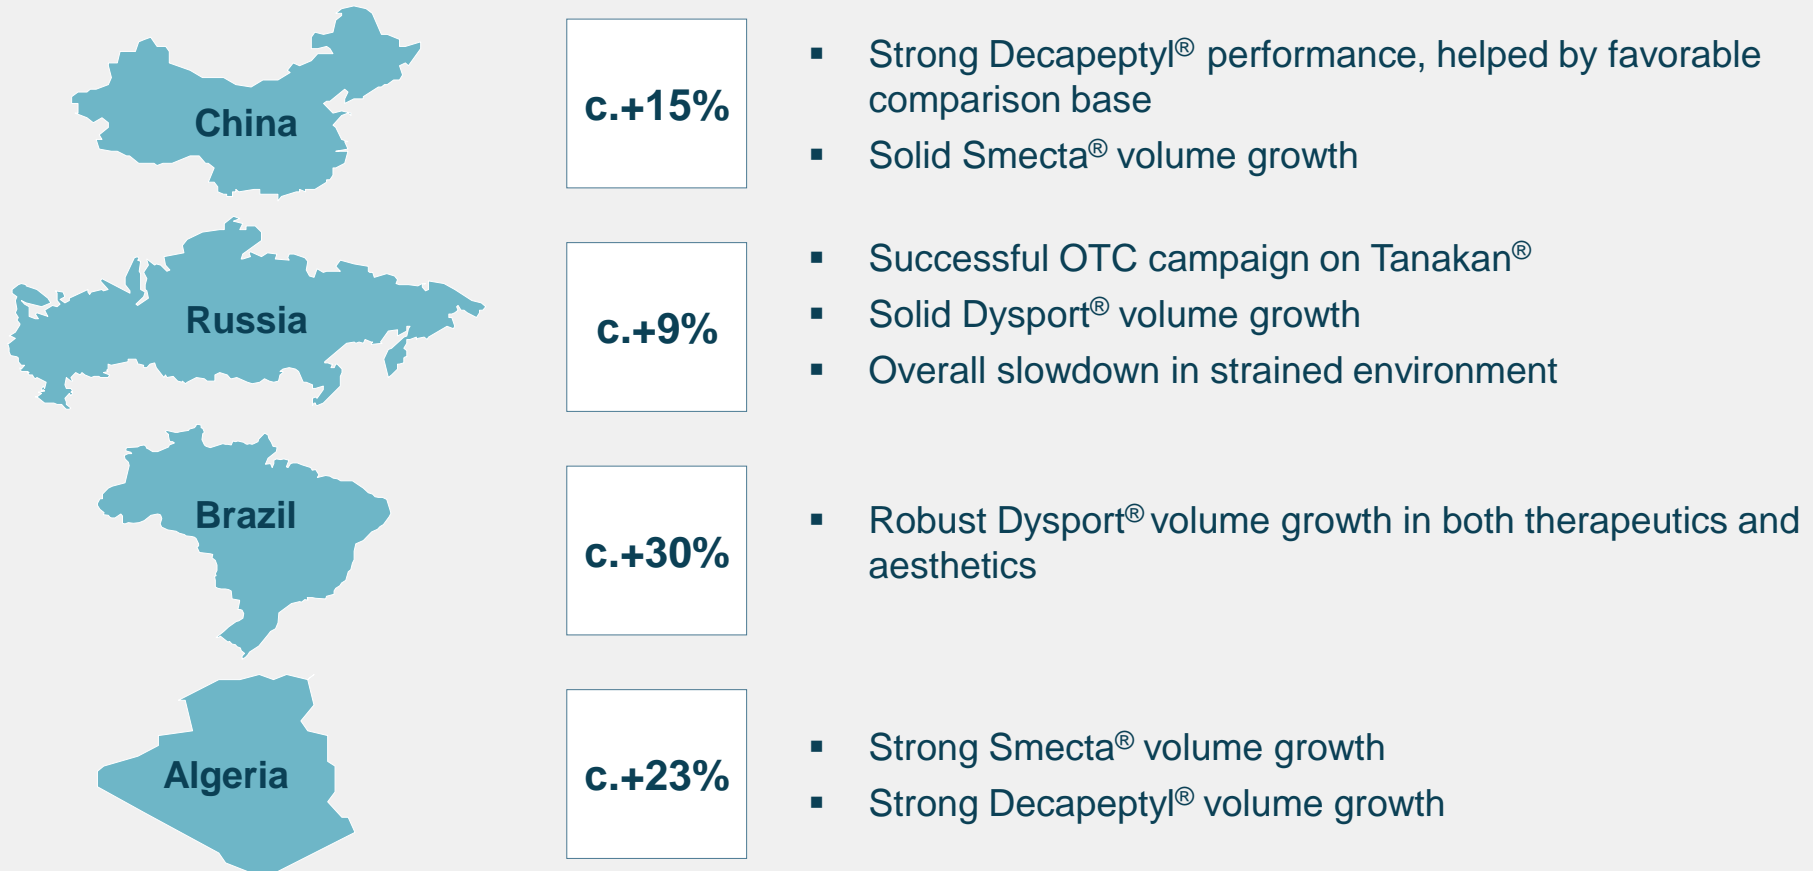 China
c.+15%
▪ Strong Decapeptyl® performance, helped by favorable
comparison base
▪ Solid Smecta® volume growth
Russia
c.+9%
▪ Successful OTC campaign on Tanakan®
▪ Solid Dysport® volume growth
▪ Overall slowdown in strained environment
Brazil
c.+30%
▪ Robust Dysport® volume growth in both therapeutics and
aesthetics
Algeria
c.+23%
▪ Strong Smecta® volume growth
▪ Strong Decapeptyl® volume growth